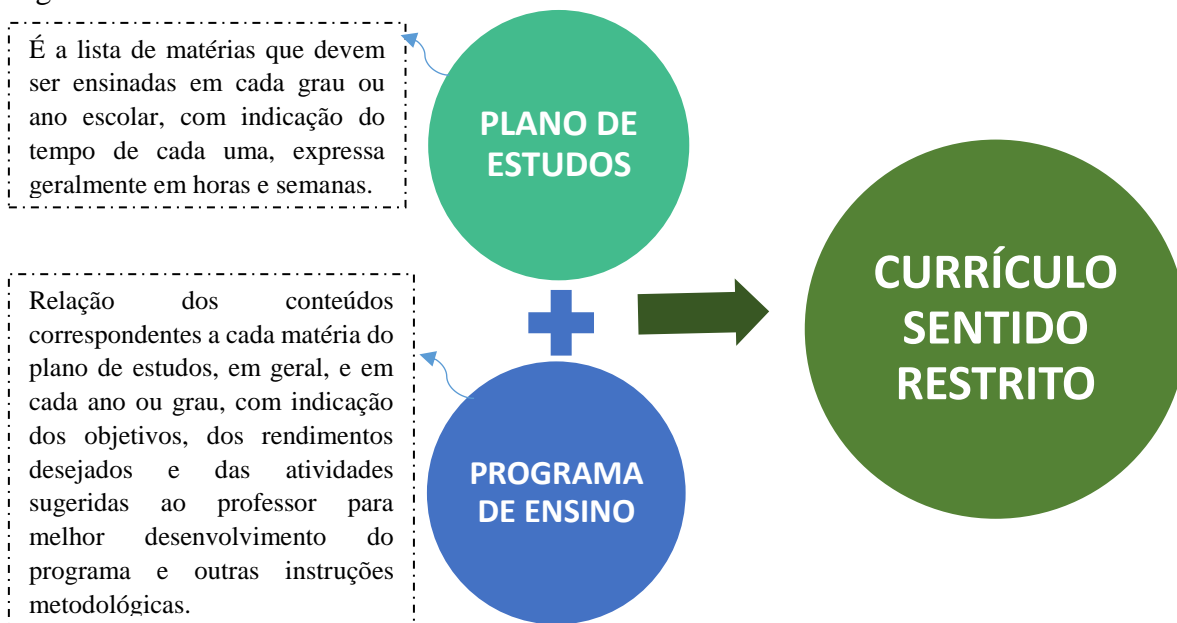 É a lista de matérias que devem
ser ensinadas em cada grau ou
ano escolar, com indicação do
tempo de cada uma, expressa
geralmente em horas e semanas.
PLANO DE
ESTUDOS
Relação dos conteúdos
correspondentes a cada matéria do
plano de estudos, em geral, e em
cada ano ou grau, com indicação
dos objetivos, dos rendimentos
desejados e das atividades
sugeridas ao professor para
melhor desenvolvimento do
programa e outras instruções
metodológicas.
PROGRAMA
DE ENSINO
CURRÍCULO
SENTIDO
RESTRITO